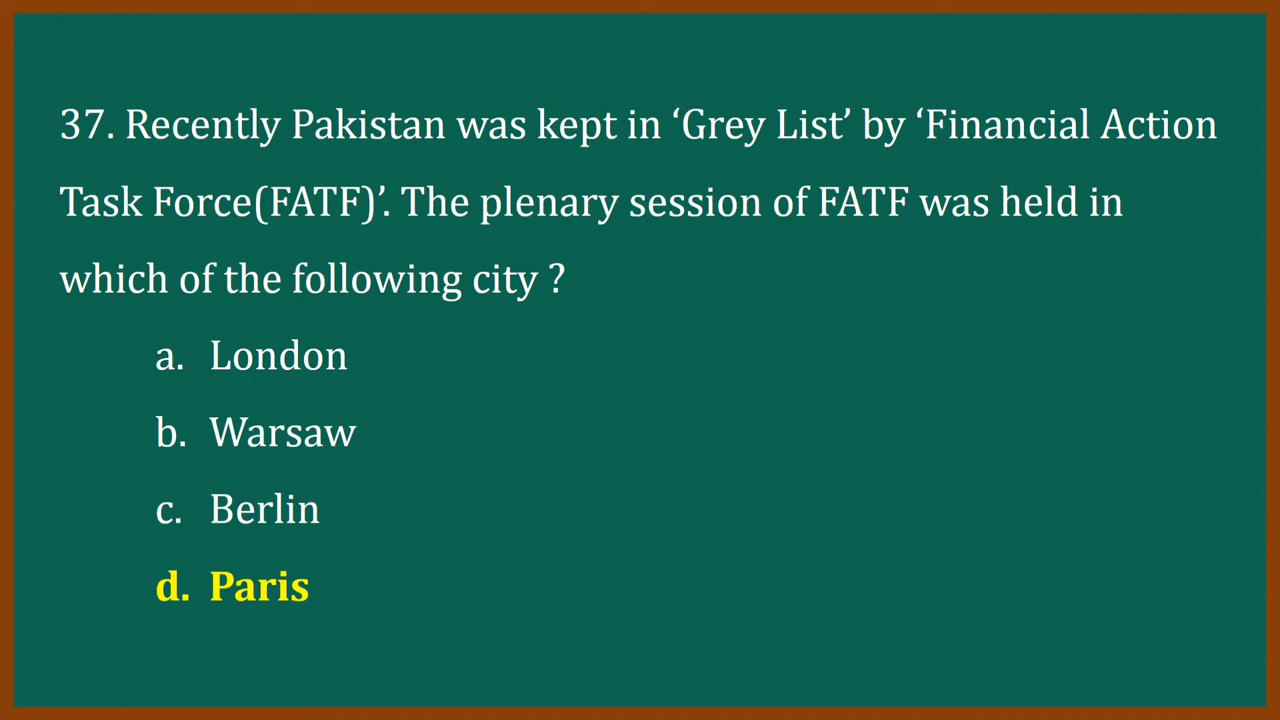 37. Recently Pakistan was kept in ‘Grey List’ by ‘Financial Action
Task Force(FATF)’. The plenary session of FATF was held in
which of the following city ?
a. London
b. Warsaw
c. Berlin
d. Paris